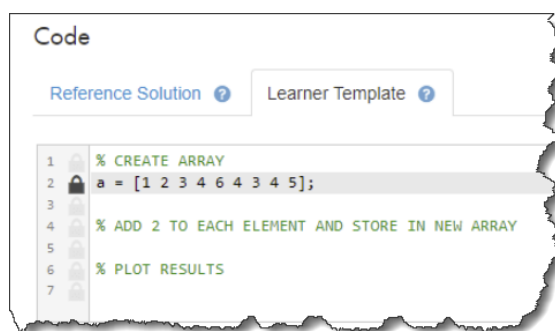 Code
Reference Solution ? Learner Template ?
1 % CREATE ARRAY
2 a = [1 2 3 4 6 4 3 4 5];
3
4 % ADD 2 TO EACH ELEMENT AND STORE IN NEW ARRAY
5
6 % PLOT RESULTS
7